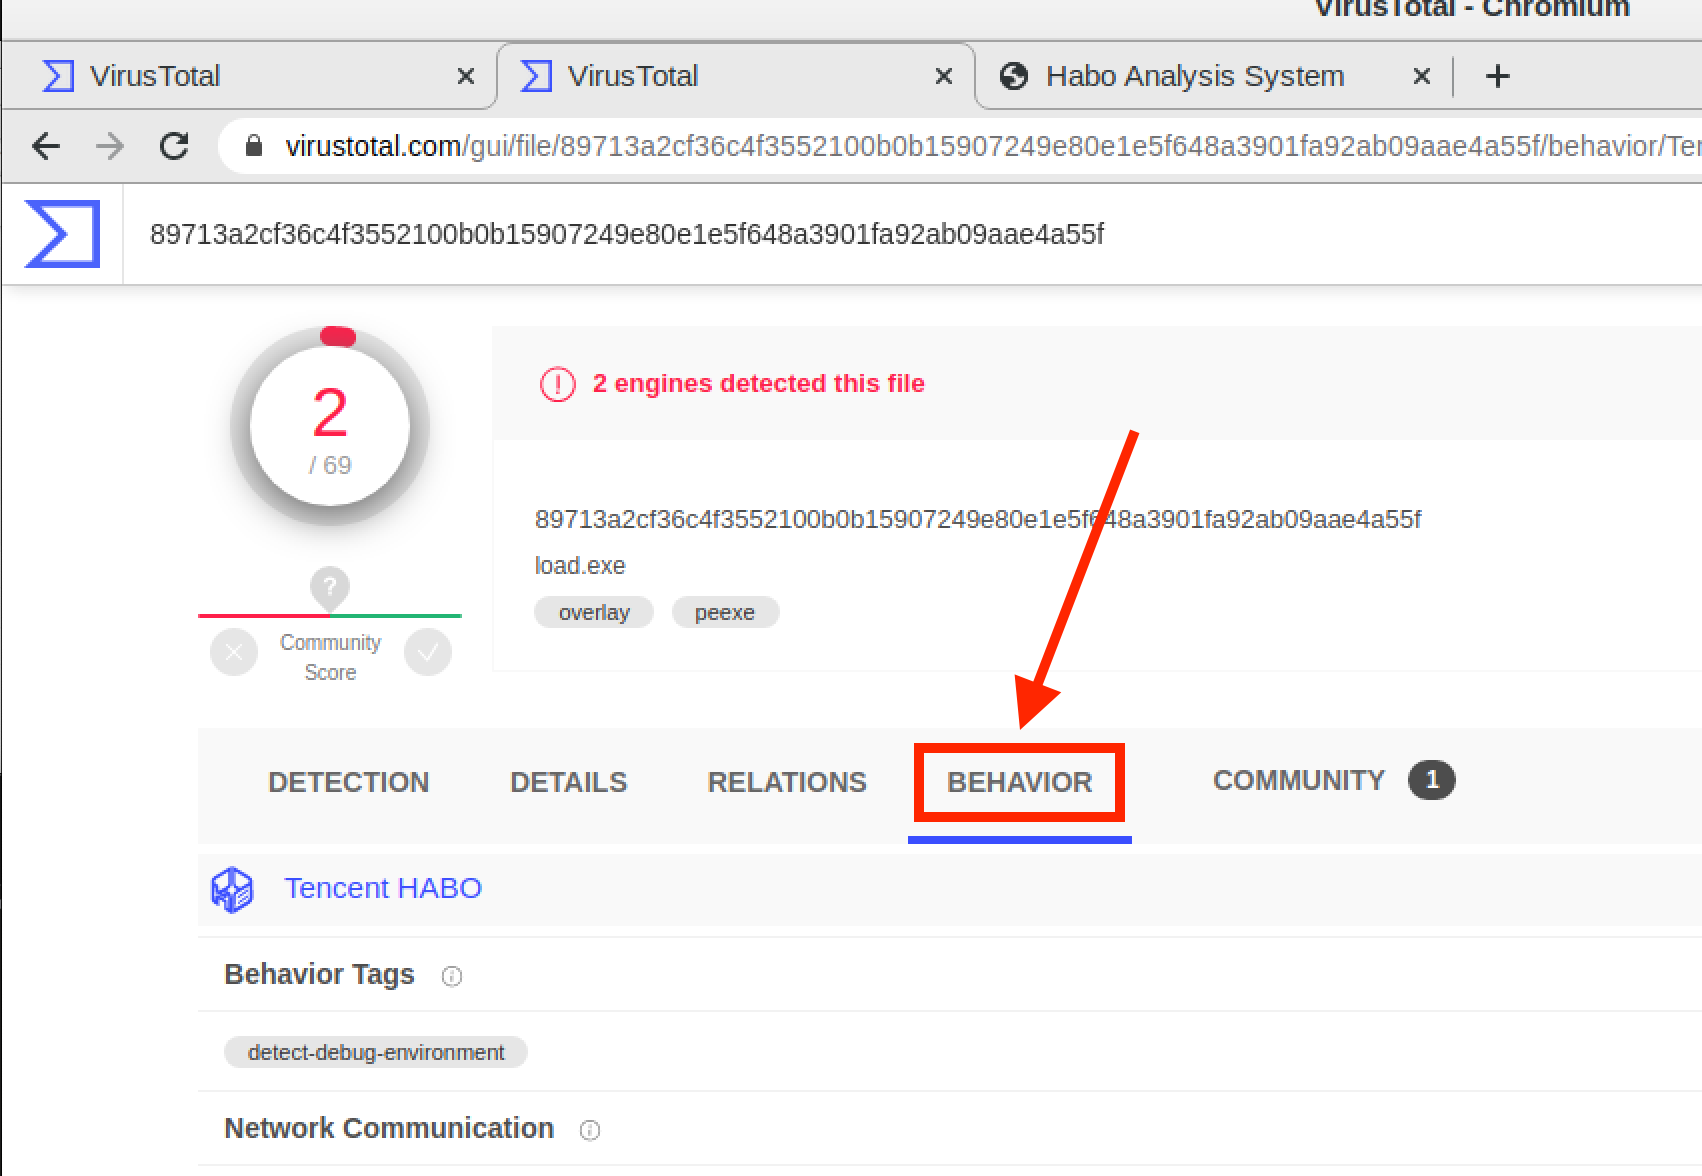 VirusTotal - Chromium
VirusTotal
VirusTotal
Habo Analysis System
virustotal.com/gui/file/89713a2cf36c4f3552100b0b15907249e80e1e5f648a3901fa92ab09aae4a55f/behavior/Ter
89713a2cf36c4f3552100b0b15907249e80e1e5f648a3901fa92ab09aae4a55f
2
/ 69
2 engines detected this file
89713a2cf36c4f3552100b0b15907249e80e1e5f648a3901fa92ab09aae4a55f
load.exe
overlay peexe
?
Community
Score
DETECTION DETAILS RELATIONS BEHAVIOR COMMUNITY 1
Tencent HABO
Behavior Tags
detect-debug-environment
Network Communication